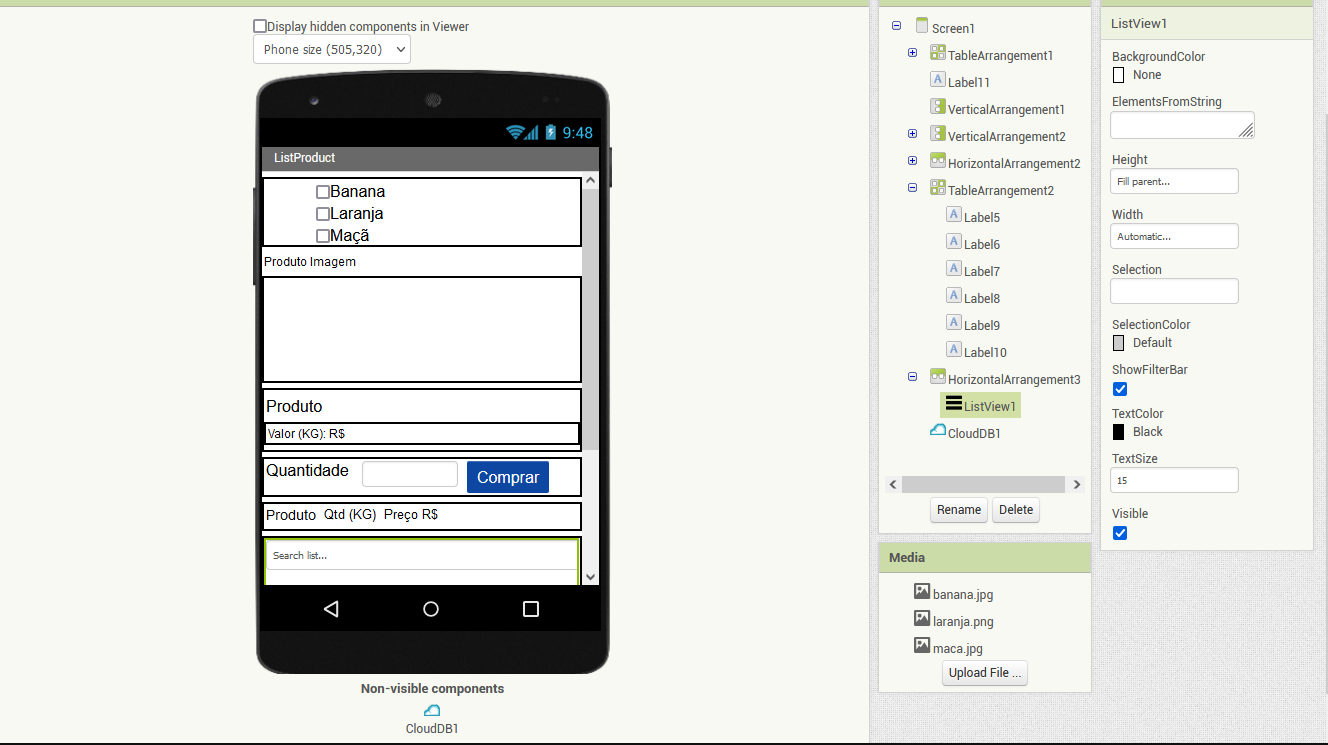 Display hidden components in Viewer
Phone size (505,320)
9:48
ListProduct
Banana
Laranja
Maçã
Produto Imagem
Produto
Valor (KG): R$
Quantidade
Comprar
Produto Qtd (KG) Preço R$
Search list...
Non-visible components
CloudDB1
Screen1
TableArrangement1
A Label11
VerticalArrangement1
VerticalArrangement2
HorizontalArrangement2
TableArrangement2
A Label5
A Label6
A Label7
A Label8
A Label9
A Label10
HorizontalArrangement3
ListView1
CloudDB1
Rename Delete
Media
banana.jpg
laranja.png
maca.jpg
Upload File ...
ListView1
BackgroundColor
None
ElementsFromString
Height
Fill parent...
Width
Automatic...
Selection
SelectionColor
Default
ShowFilterBar
TextColor
Black
TextSize
15
Visible